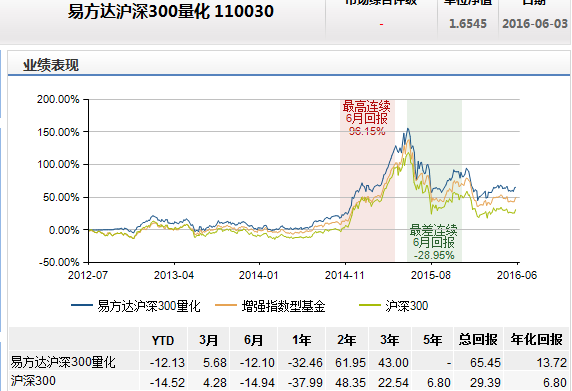 易方达沪深300量化 110030
市场综合评级 单位净值 日期
- 1.6545 2016-06-03
业绩表现
200.00%
150.00%
100.00%
50.00%
0.00%
-50.00%
最高连续
6月回报
96.15%
最差连续
6月回报
-28.95%
2012-07 2013-04 2014-01 2014-11 2015-08 2016-06
易方达沪深300量化 增强指数型基金 沪深300
YTD 3月 6月 1年 2年 3年 5年 总回报 年化回报
易方达沪深300量化 -12.13 5.68 -12.10 -32.46 61.95 43.00 - 65.45 13.72
沪深300 -14.52 4.28 -14.94 -37.99 48.35 22.54 6.80 29.39 6.80